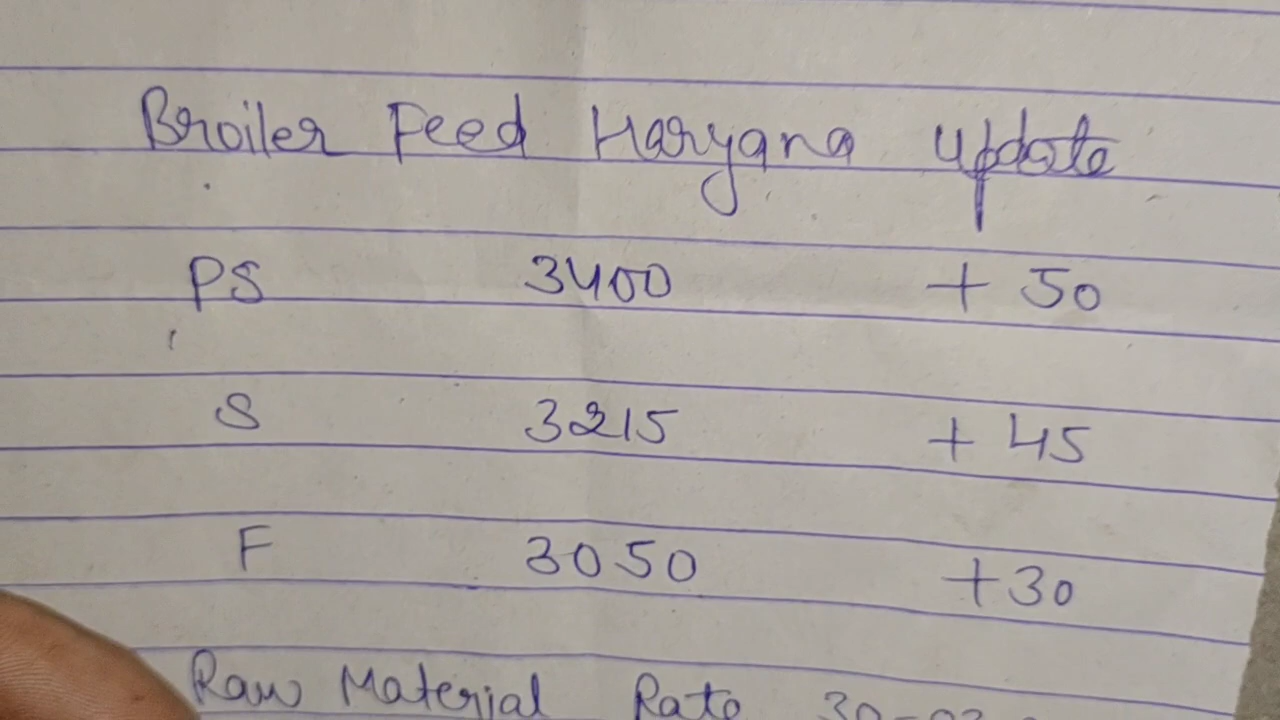 Broiler Feed Haryana Update
PS 3400 + 50
S 3215 + 45
F 3050 +30
Raw Material Rate